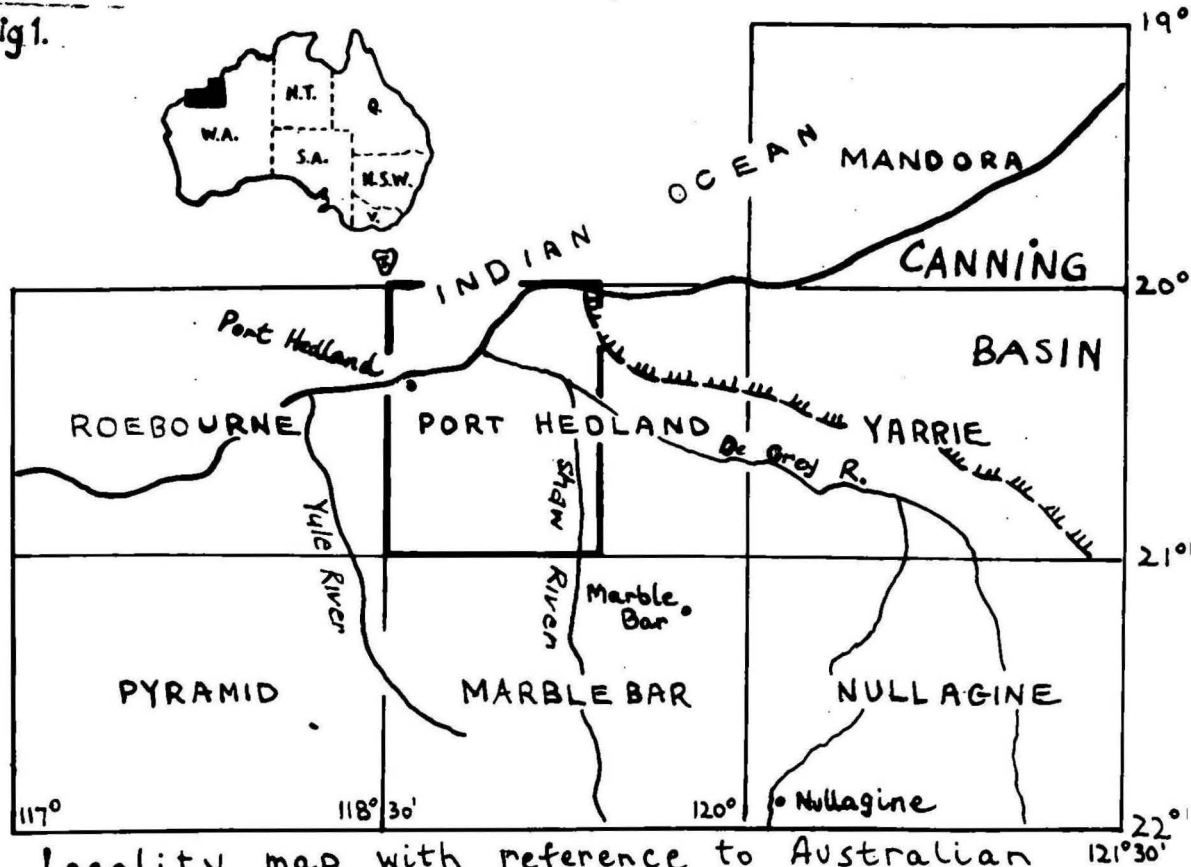 ig1.
19°
N.T.
Q.
W.A.
S.A.
N.S.W.
V.
OCEAN
MANDORA
INDIAN
CANNING
20°
Port Hedland
BASIN
ROEBOURNE
PORT HEDLAND
YARRIE
De Grey R.
Shaw
River
Yule
River
21°
Marble
Bar
PYRAMID
MARBLE BAR
NULLAGINE
117°
118°30'
120°
Nullagine
22°
Locality map with reference to Australian
121°30'